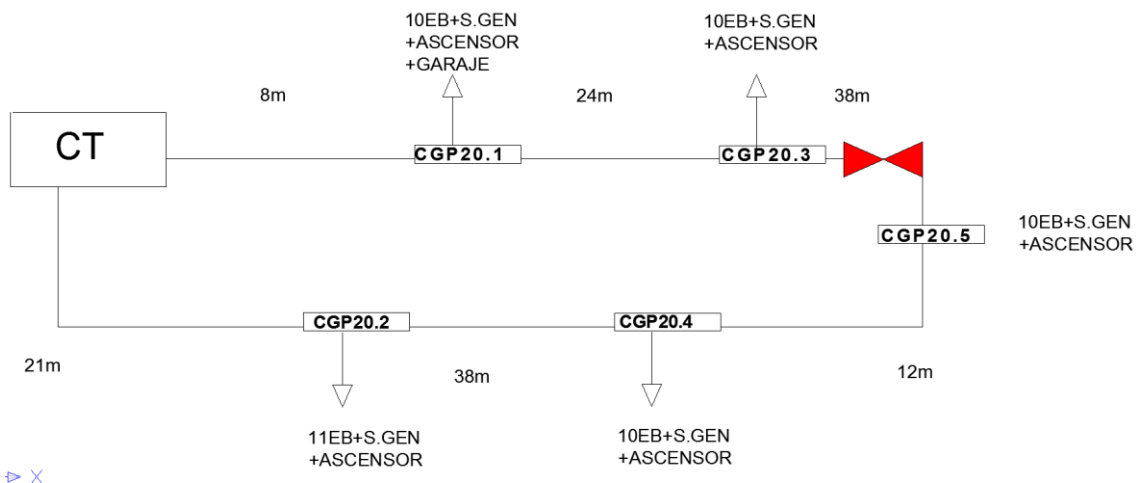 10EB+S.GEN
+ASCENSOR
+GARAJE
10EB+S.GEN
+ASCENSOR
8m
24m
38m
CT
CGP20.1
CGP20.3
CGP20.5
10EB+S.GEN
+ASCENSOR
CGP20.2
CGP20.4
21m
38m
12m
11EB+S.GEN
+ASCENSOR
10EB+S.GEN
+ASCENSOR
X